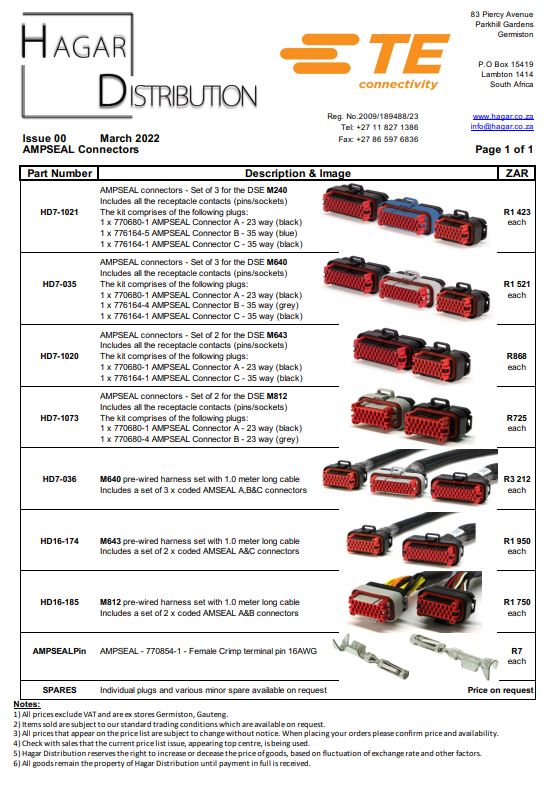 HAGAR
DISTRIBUTION
TE
connectivity
83 Piercy Avenue
Parkhill Gardens
Germiston
P.O Box 15419
Lambton 1414
South Africa
Reg. No.2009/189488/23
Tel: +27 11 827 1386
Fax: +27 86 597 6836
www.hagar.co.za
info@hagar.co.za
Issue 00 March 2022
AMPSEAL Connectors
Page 1 of 1
Part Number Description & Image ZAR
AMPSEAL connectors - Set of 3 for the DSE M240
Includes all the receptacle contacts (pins/sockets)
HD7-1021 The kit comprises of the following plugs: R1 423
1 x 770680-1 AMPSEAL Connector A - 23 way (black) each
1 x 776164-5 AMPSEAL Connector B - 35 way (blue)
1 x 776164-1 AMPSEAL Connector C - 35 way (black)
AMPSEAL connectors - Set of 3 for the DSE M640
Includes all the receptacle contacts (pins/sockets)
HD7-035 The kit comprises of the following plugs: R1 521
1 x 770680-1 AMPSEAL Connector A - 23 way (black) each
1 x 776164-4 AMPSEAL Connector B - 35 way (grey)
1 x 776164-1 AMPSEAL Connector C - 35 way (black)
AMPSEAL connectors - Set of 2 for the DSE M643
Includes all the receptacle contacts (pins/sockets)
HD7-1020 The kit comprises of the following plugs: R868
1 x 770680-1 AMPSEAL Connector A - 23 way (black) each
1 x 776164-1 AMPSEAL Connector C - 35 way (black)
AMPSEAL connectors - Set of 2 for the DSE M812
Includes all the receptacle contacts (pins/sockets)
HD7-1073 The kit comprises of the following plugs: R725
1 x 770680-1 AMPSEAL Connector A - 23 way (black) each
1 x 770680-4 AMPSEAL Connector B - 23 way (grey)
HD7-036 M640 pre-wired harness set with 1.0 meter long cable R3 212
Includes a set of 3 x coded AMSEAL A,B&C connectors each
HD16-174 M643 pre-wired harness set with 1.0 meter long cable R1 950
Includes a set of 2 x coded AMSEAL A&C connectors each
HD16-185 M812 pre-wired harness set with 1.0 meter long cable R1 750
Includes a set of 2 x coded AMSEAL A&B connectors each
AMPSEALPin AMPSEAL - 770854-1 - Female Crimp terminal pin 16AWG R7
each
SPARES Individual plugs and various minor spare available on request Price on request
Notes:
1) All prices exclude VAT and are ex stores Germiston, Gauteng.
2) Items sold are subject to our standard trading conditions which are available on request.
3) All prices that appear on the price list are subject to change without notice. When placing your orders please confirm price and availability.
4) Check with sales that the current price list issue, appearing top centre, is being used.
5) Hagar Distribution reserves the right to increase or decease the price of goods, based on fluctuation of exchange rate and other factors.
6) All goods remain the property of Hagar Distribution until payment in full is received.